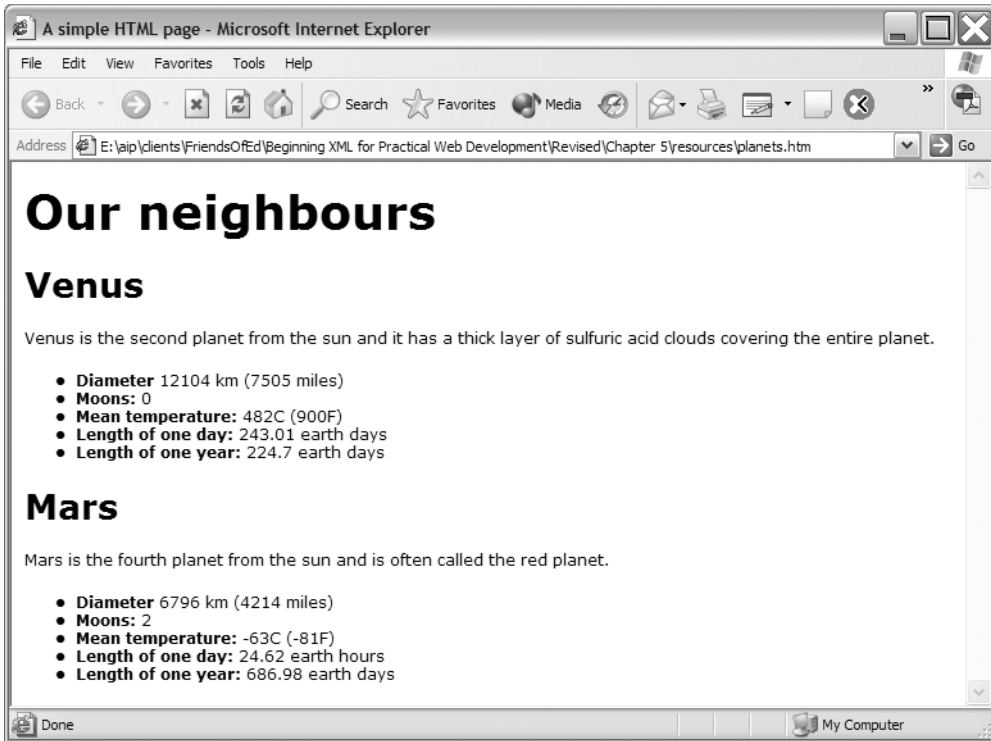 A simple HTML page - Microsoft Internet Explorer
File Edit View Favorites Tools Help
Back Search Favorites Media »
Address E:\aip\clients\FriendsOfEd\Beginning XML for Practical Web Development\Revised\Chapter 5\resources\planets.htm Go
Our neighbours
Venus
Venus is the second planet from the sun and it has a thick layer of sulfuric acid clouds covering the entire planet.
● Diameter 12104 km (7505 miles)
● Moons: 0
● Mean temperature: 482C (900F)
● Length of one day: 243.01 earth days
● Length of one year: 224.7 earth days
Mars
Mars is the fourth planet from the sun and is often called the red planet.
● Diameter 6796 km (4214 miles)
● Moons: 2
● Mean temperature: -63C (-81F)
● Length of one day: 24.62 earth hours
● Length of one year: 686.98 earth days
Done My Computer